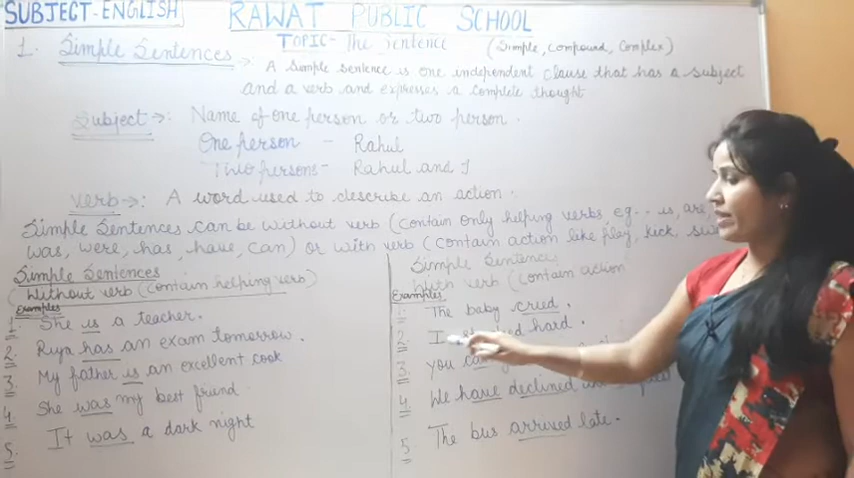 SUBJECT-ENGLISH
RAWAT PUBLIC SCHOOL
TOPIC- The Sentence (Simple, Compound, Complex)
1. Simple Sentences →:
A simple sentence is one independent clause that has a subject
and a verb and expresses a complete thought
Subject →: Name of one person or two person.
One person - Rahul
Two persons- Rahul and I
Verb →: A word used to describe an action.
Simple Sentences can be without verb (contain only helping verbs eg.. is, are,
was, were, has, have, can) or with verb (contain action like play, kick
Simple Sentences
Without verb (contain helping verb)
Examples
1. She is a teacher.
2. Riya has an exam tomorrow.
3. My father is an excellent cook
4. She was my best friend
5. It was a dark night
Simple Sentences
With verb (contain action
Examples
1. The baby cried.
2. I hard.
3. You
4. We have declined
5. The bus arrived late.